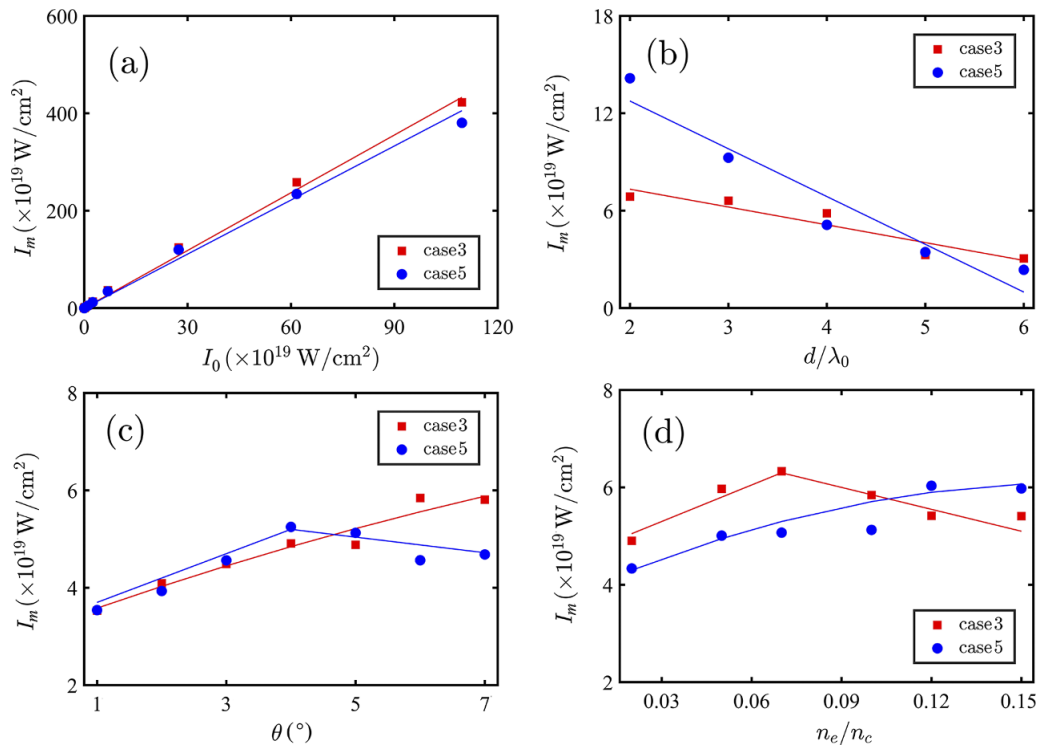 (a)
I_m (×10^19 W/cm^2)
600
400
200
0
case3
case5
0 30 60 90 120
I_0 (×10^19 W/cm^2)
(b)
I_m (×10^19 W/cm^2)
18
12
6
0
case3
case5
2 3 4 5 6
d/λ_0
(c)
I_m (×10^19 W/cm^2)
8
6
4
2
case3
case5
1 3 5 7
θ (°)
(d)
I_m (×10^19 W/cm^2)
8
6
4
2
case3
case5
0.03 0.06 0.09 0.12 0.15
n_e/n_c